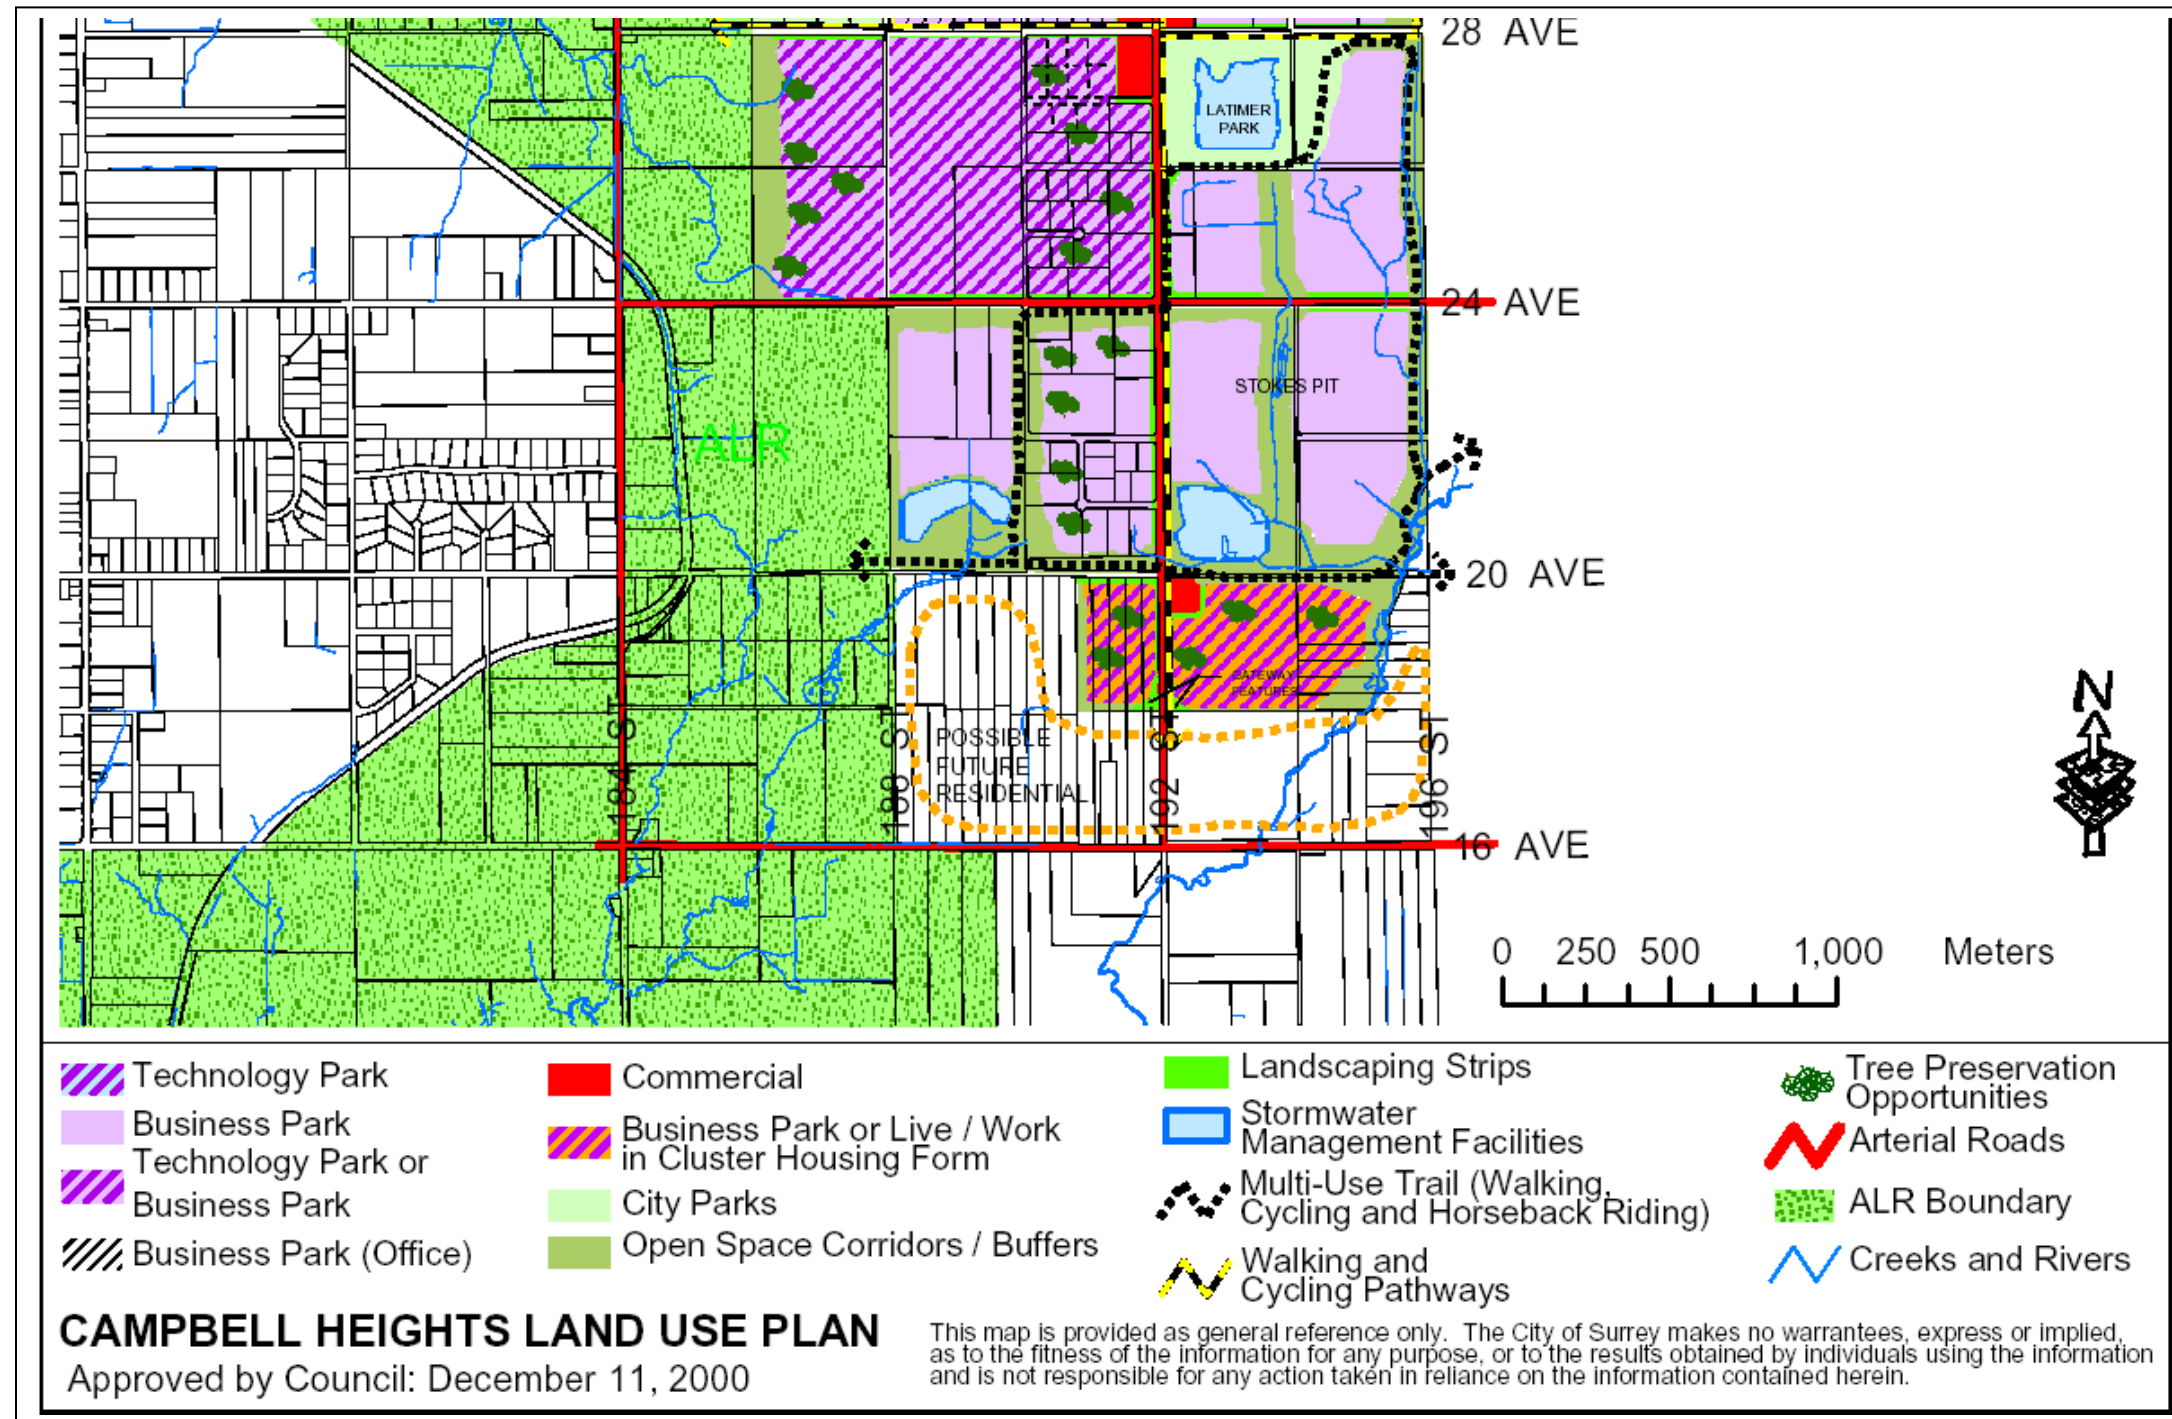 28 AVE
LATIMER
PARK
24 AVE
STOKES PIT
ALR
20 AVE
GATEWAY
FEATURES
184 ST
188 ST
192 ST
196 ST
POSSIBLE
FUTURE
RESIDENTIAL
N
16 AVE
0 250 500 1,000 Meters
Technology Park
Business Park
Technology Park or
Business Park
Business Park (Office)
Commercial
Business Park or Live / Work
in Cluster Housing Form
City Parks
Open Space Corridors / Buffers
Landscaping Strips
Stormwater
Management Facilities
Multi-Use Trail (Walking,
Cycling and Horseback Riding)
Walking and
Cycling Pathways
Tree Preservation
Opportunities
Arterial Roads
ALR Boundary
Creeks and Rivers
CAMPBELL HEIGHTS LAND USE PLAN
Approved by Council: December 11, 2000
This map is provided as general reference only. The City of Surrey makes no warrantees, express or implied,
as to the fitness of the information for any purpose, or to the results obtained by individuals using the information
and is not responsible for any action taken in reliance on the information contained herein.